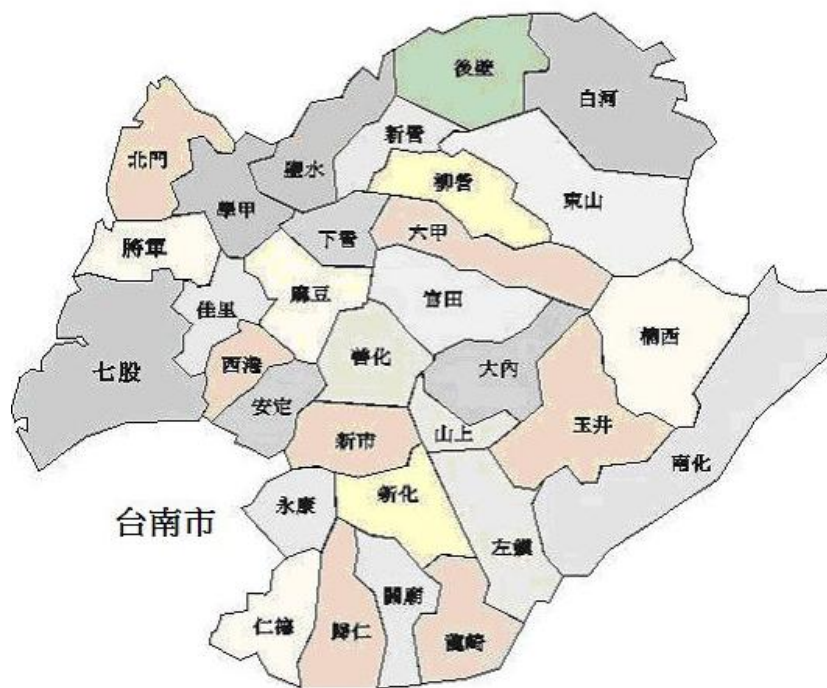 後壁
白河
新營
北門
鹽水
柳營
東山
學甲
下營
六甲
將軍
麻豆
官田
佳里
楠西
七股
西港
善化
大內
安定
玉井
山上
新市
南化
新化
永康
台南市
左鎮
關廟
仁德
歸仁
龍崎